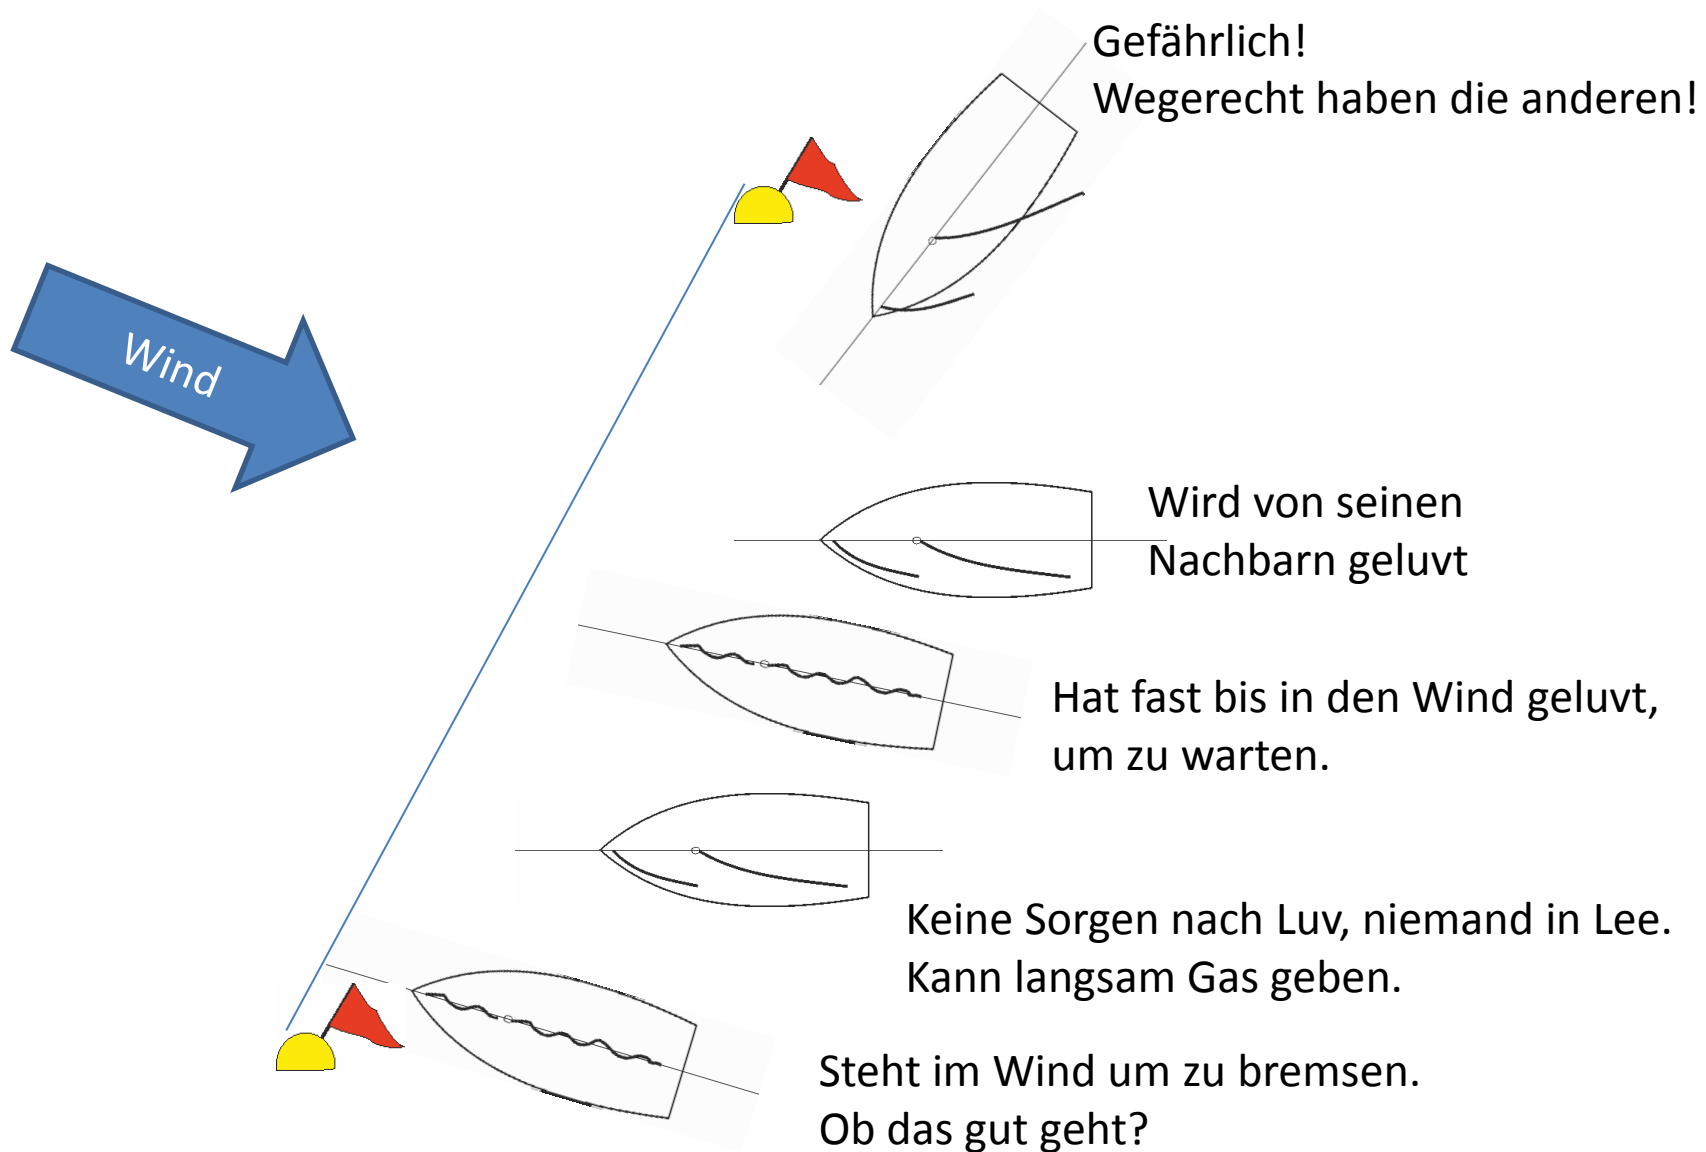 Gefährlich!
Wegerecht haben die anderen!
Wind
Wird von seinen
Nachbarn geluvt
Hat fast bis in den Wind geluvt,
um zu warten.
Keine Sorgen nach Luv, niemand in Lee.
Kann langsam Gas geben.
Steht im Wind um zu bremsen.
Ob das gut geht?